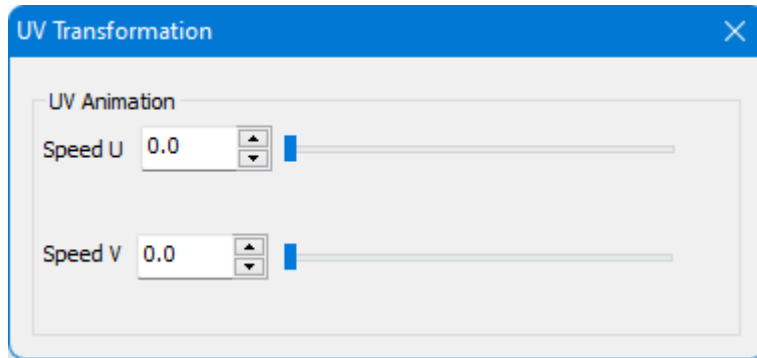 UV Transformation
UV Animation
Speed U 0.0
Speed V 0.0